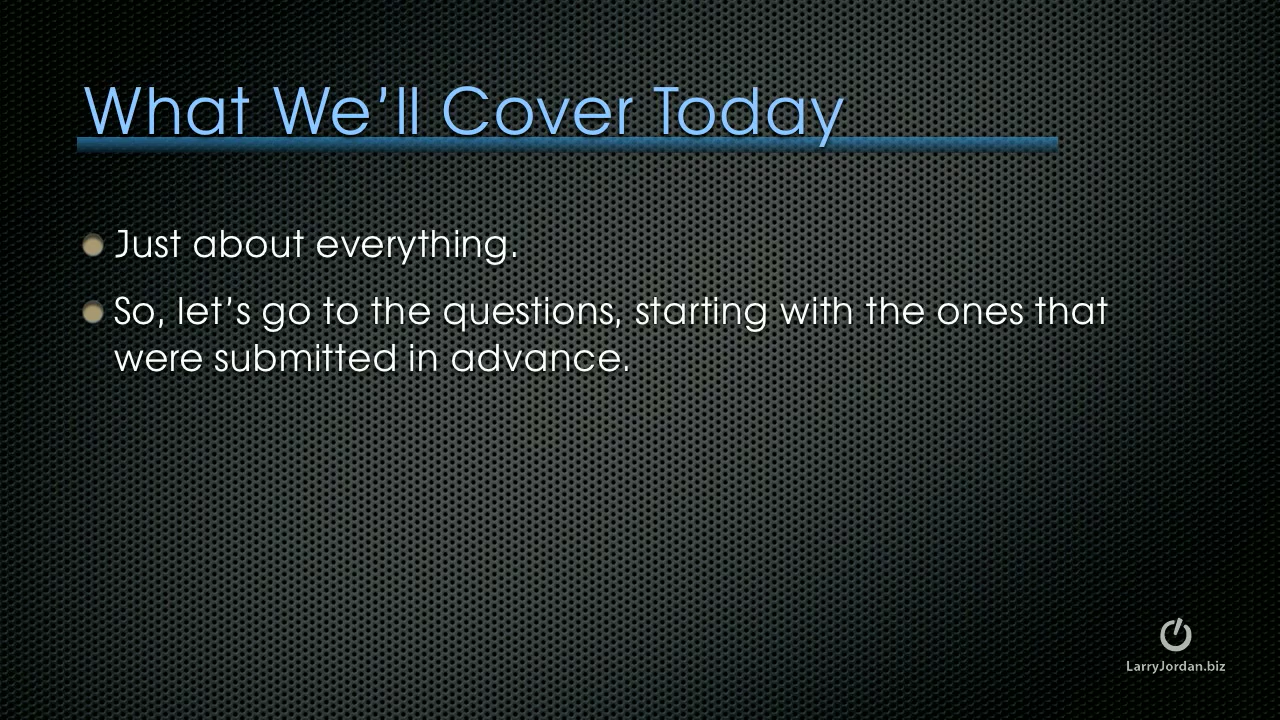 What We’ll Cover Today
Just about everything.
So, let’s go to the questions, starting with the ones that
were submitted in advance.
LarryJordan.biz